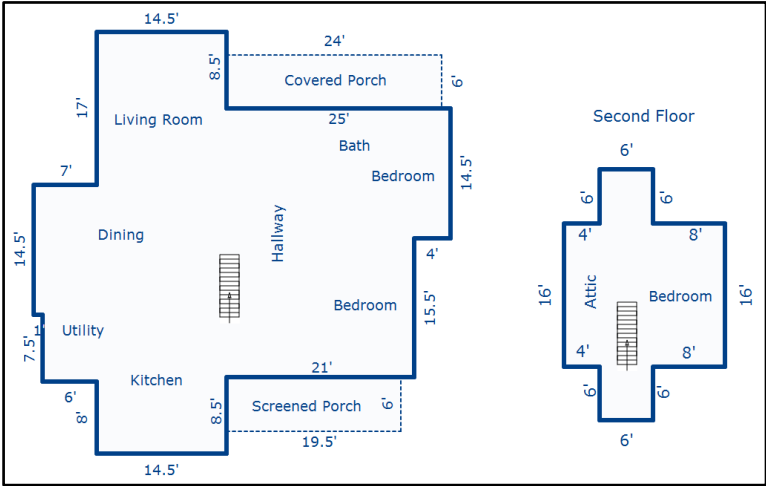 14.5'
24'
8.5'
Covered Porch
6'
17'
Living Room
25'
Bath
Bedroom
14.5'
7'
14.5'
Dining
Hallway
4'
Bedroom
15.5'
1'
Utility
7.5'
Kitchen
21'
6'
8'
8.5'
Screened Porch
6'
19.5'
14.5'
Second Floor
6'
6'
6'
4'
8'
16'
Attic
Bedroom
16'
4'
8'
6'
6'
6'